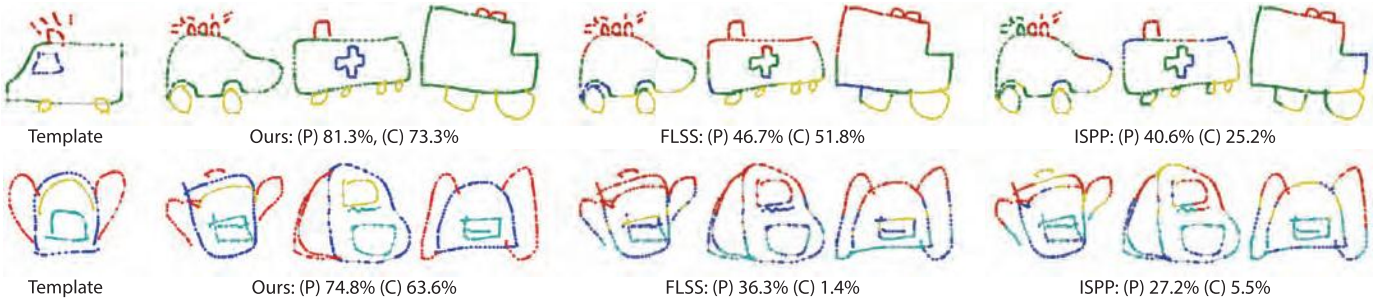 Template
Ours: (P) 81.3%, (C) 73.3%
FLSS: (P) 46.7% (C) 51.8%
ISPP: (P) 40.6% (C) 25.2%
Template
Ours: (P) 74.8% (C) 63.6%
FLSS: (P) 36.3% (C) 1.4%
ISPP: (P) 27.2% (C) 5.5%